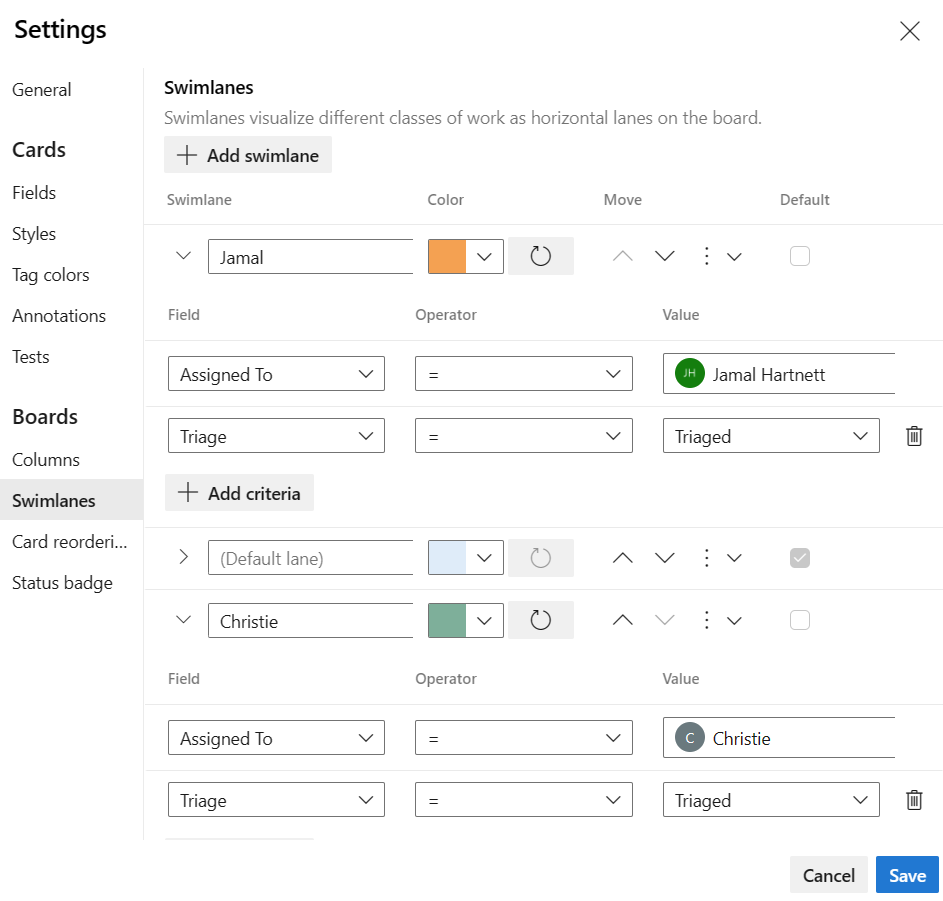 Settings
General
Cards
Fields
Styles
Tag colors
Annotations
Tests
Boards
Columns
Swimlanes
Card reorderi...
Status badge
Swimlanes
Swimlanes visualize different classes of work as horizontal lanes on the board.
Add swimlane
Swimlane Color Move Default
Jamal
Field Operator Value
Assigned To = JH Jamal Hartnett
Triage = Triaged
Add criteria
(Default lane)
Christie
Field Operator Value
Assigned To = C Christie
Triage = Triaged
Cancel Save